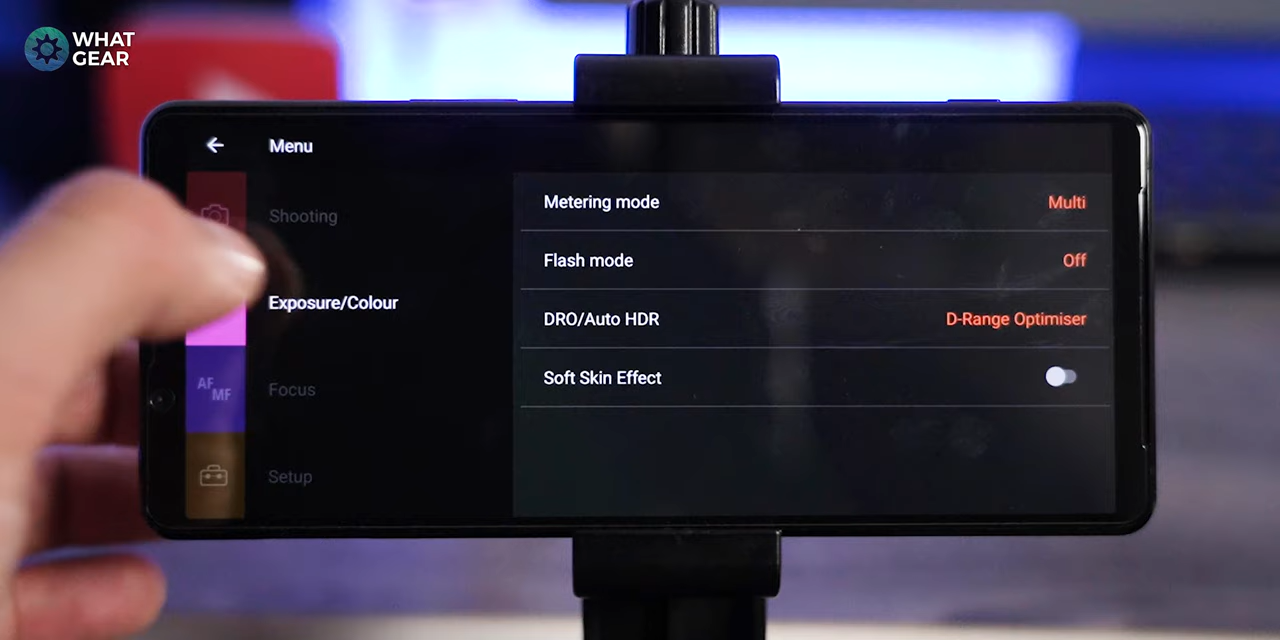 WHAT
GEAR
Menu
Shooting
Exposure/Colour
AF
MF
Focus
Setup
Metering mode Multi
Flash mode Off
DRO/Auto HDR D-Range Optimiser
Soft Skin Effect